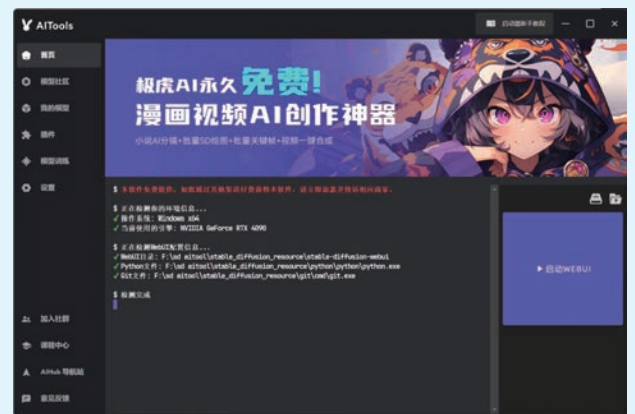 AITools
启动器新手教程
首页
模型社区
我的模型
插件
模型训练
设置
加入社群
课程中心
AIHub 导航站
意见反馈
极虎AI永久免费!
漫画视频AI创作神器
小说AI分镜+批量SD绘图+批量关键帧+视频一键合成
$ 正在检测你的环境信息...
✓ 操作系统: Windows x64
✓ 当前使用的引擎: NVIDIA GeForce RTX 4090
$ 正在检测WebUI配置信息...
✓ WebUI目录: F:\sd aitool\stable_diffusion_resource\stable-diffusion-webui
✓ Python文件: F:\sd aitool\stable_diffusion_resource\python\python\python.exe
✓ Git文件: F:\sd aitool\stable_diffusion_resource\git\cmd\git.exe
$ 检测完成
启动WEBUI